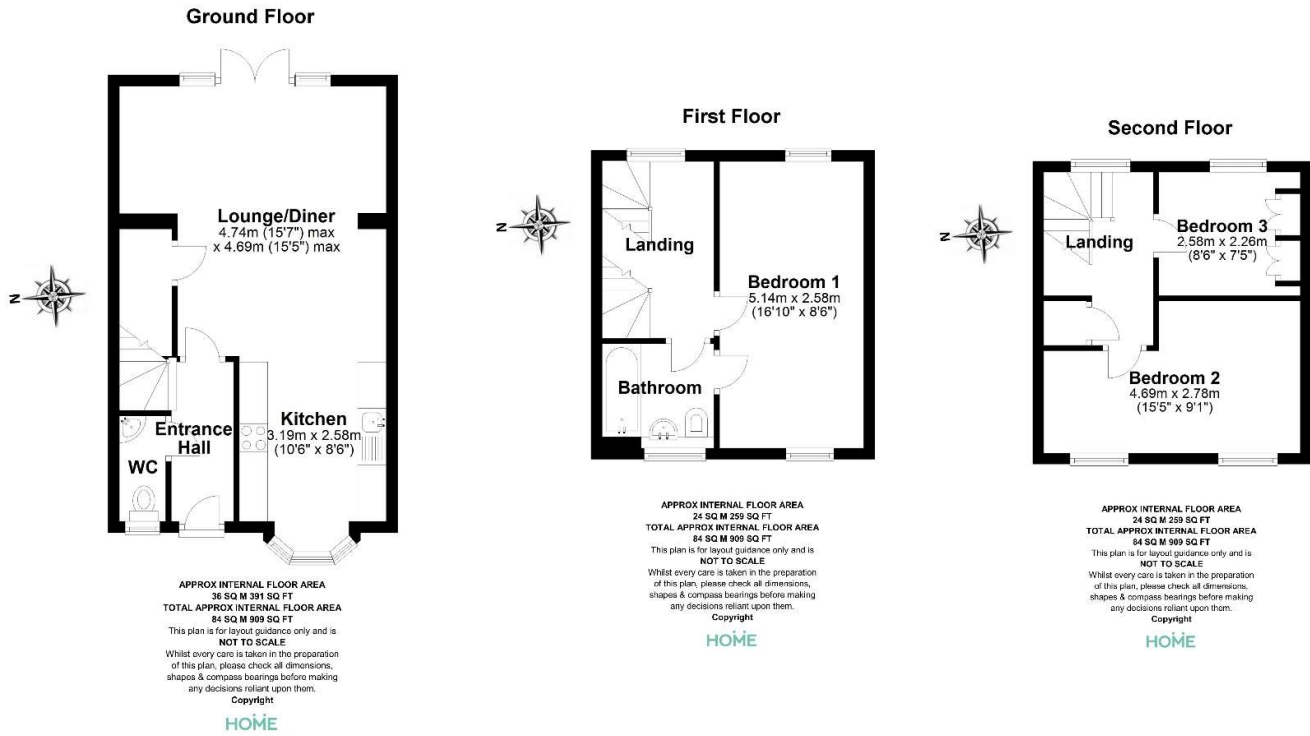 Ground Floor
Lounge/Diner
4.74m (15'7") max
x 4.69m (15'5") max
N
Kitchen
3.19m x 2.58m
(10'6" x 8'6")
Entrance
Hall
WC
APPROX INTERNAL FLOOR AREA
36 SQ M 391 SQ FT
TOTAL APPROX INTERNAL FLOOR AREA
84 SQ M 909 SQ FT
This plan is for layout guidance only and is
NOT TO SCALE
Whilst every care is taken in the preparation
of this plan, please check all dimensions,
shapes & compass bearings before making
any decisions reliant upon them.
Copyright
HOME
First Floor
N
Landing
Bedroom 1
5.14m x 2.58m
(16'10" x 8'6")
Bathroom
APPROX INTERNAL FLOOR AREA
24 SQ M 259 SQ FT
TOTAL APPROX INTERNAL FLOOR AREA
84 SQ M 909 SQ FT
This plan is for layout guidance only and is
NOT TO SCALE
Whilst every care is taken in the preparation
of this plan, please check all dimensions,
shapes & compass bearings before making
any decisions reliant upon them.
Copyright
HOME
Second Floor
N
Landing
Bedroom 3
2.58m x 2.26m
(8'6" x 7'5")
Bedroom 2
4.69m x 2.78m
(15'5" x 9'1")
APPROX INTERNAL FLOOR AREA
24 SQ M 259 SQ FT
TOTAL APPROX INTERNAL FLOOR AREA
84 SQ M 909 SQ FT
This plan is for layout guidance only and is
NOT TO SCALE
Whilst every care is taken in the preparation
of this plan, please check all dimensions,
shapes & compass bearings before making
any decisions reliant upon them.
Copyright
HOME